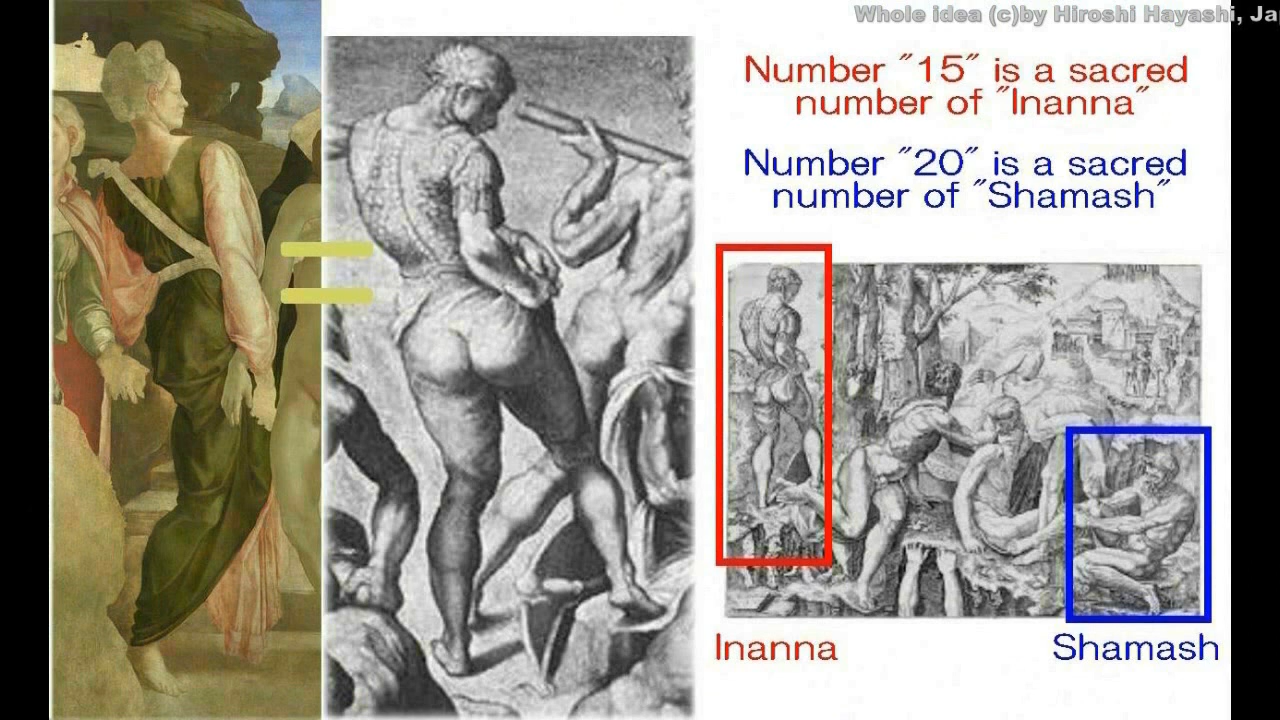 Whole idea (c)by Hiroshi Hayashi, Ja
Number "15" is a sacred
number of "Inanna"
Number "20" is a sacred
number of "Shamash"
Inanna
Shamash